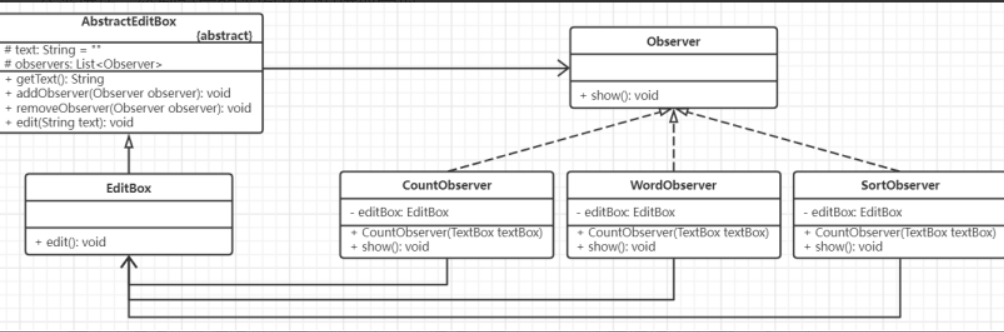 AbstractEditBox
(abstract)
# text: String = ""
# observers: List<Observer>
+ getText(): String
+ addObserver(Observer observer): void
+ removeObserver(Observer observer): void
+ edit(String text): void
Observer
+ show(): void
EditBox
+ edit(): void
CountObserver
- editBox: EditBox
+ CountObserver(TextBox textBox)
+ show(): void
WordObserver
- editBox: EditBox
+ CountObserver(TextBox textBox)
+ show(): void
SortObserver
- editBox: EditBox
+ CountObserver(TextBox textBox)
+ show(): void